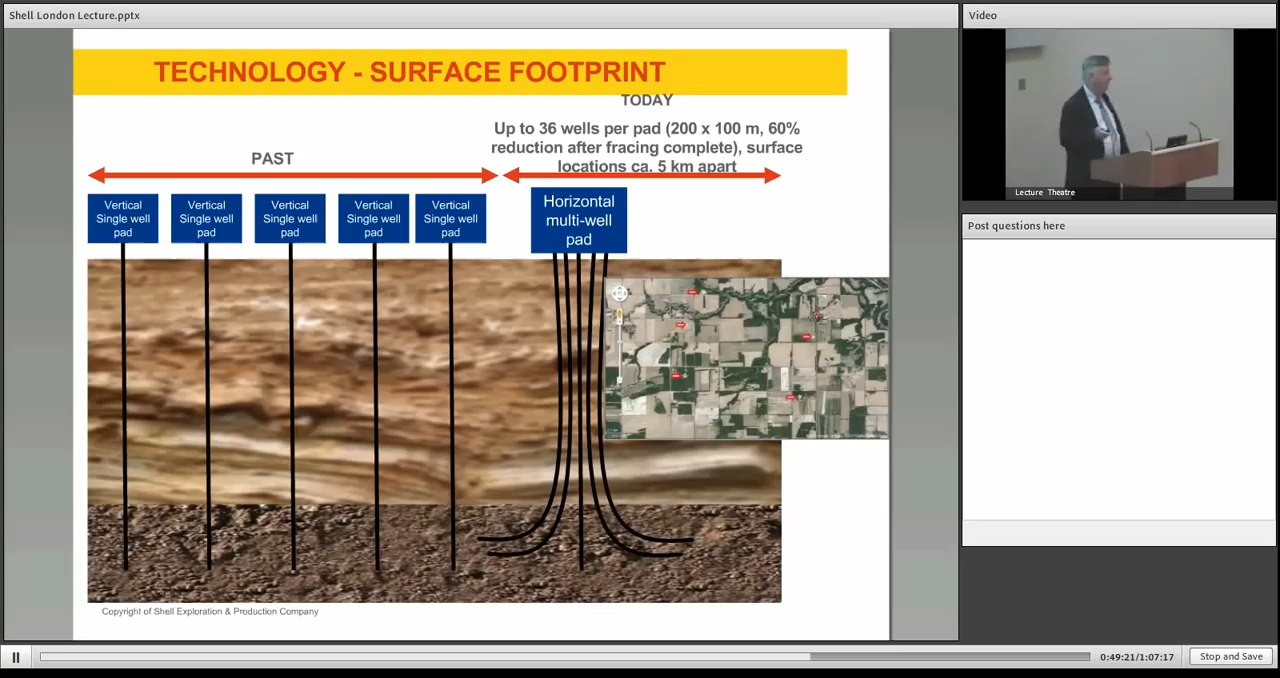 Shell London Lecture.pptx
TECHNOLOGY - SURFACE FOOTPRINT
TODAY
Up to 36 wells per pad (200 x 100 m, 60%
reduction after fracing complete), surface
locations ca. 5 km apart
PAST
Vertical
Single well
pad
Vertical
Single well
pad
Vertical
Single well
pad
Vertical
Single well
pad
Vertical
Single well
pad
Horizontal
multi-well
pad
Copyright of Shell Exploration & Production Company
Video
Lecture Theatre
Post questions here
0:49:21/1:07:17
Stop and Save